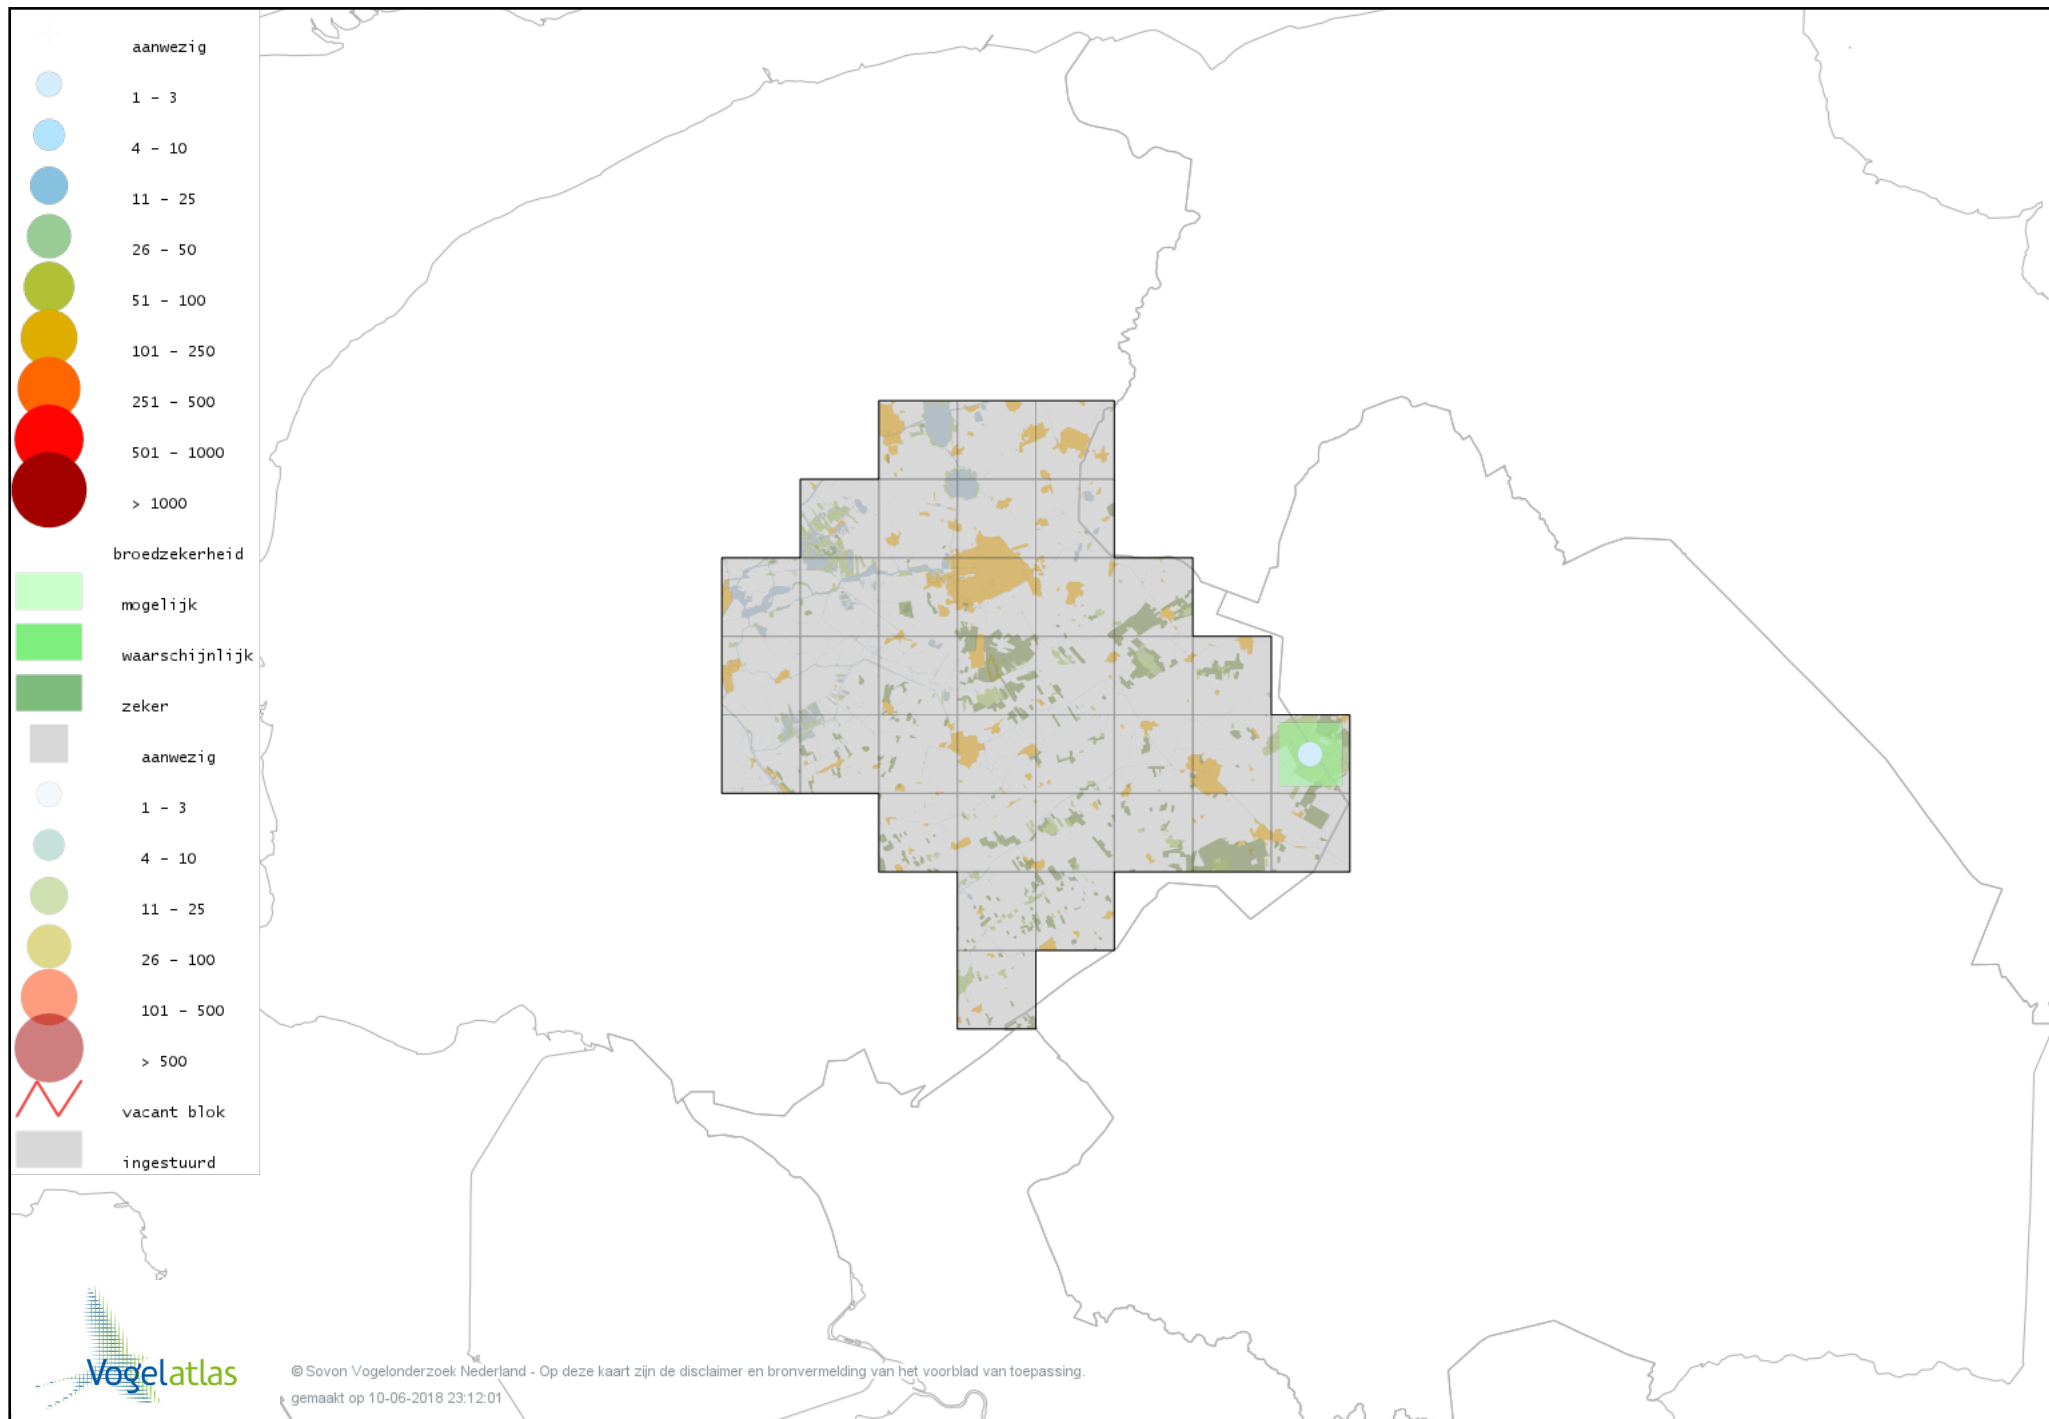 aanwezig
1 - 3
4 - 10
11 - 25
26 - 50
51 - 100
101 - 250
251 - 500
501 - 1000
> 1000
broedzekerheid
mogelijk
waarschijnlijk
zeker
aanwezig
1 - 3
4 - 10
11 - 25
26 - 100
101 - 500
> 500
vacant blok
ingestuurd
Vogelatlas
© Sovon Vogelonderzoek Nederland - Op deze kaart zijn de disclaimer en bronvermelding van het voorblad van toepassing.
gemaakt op 10-06-2018 23:12:01